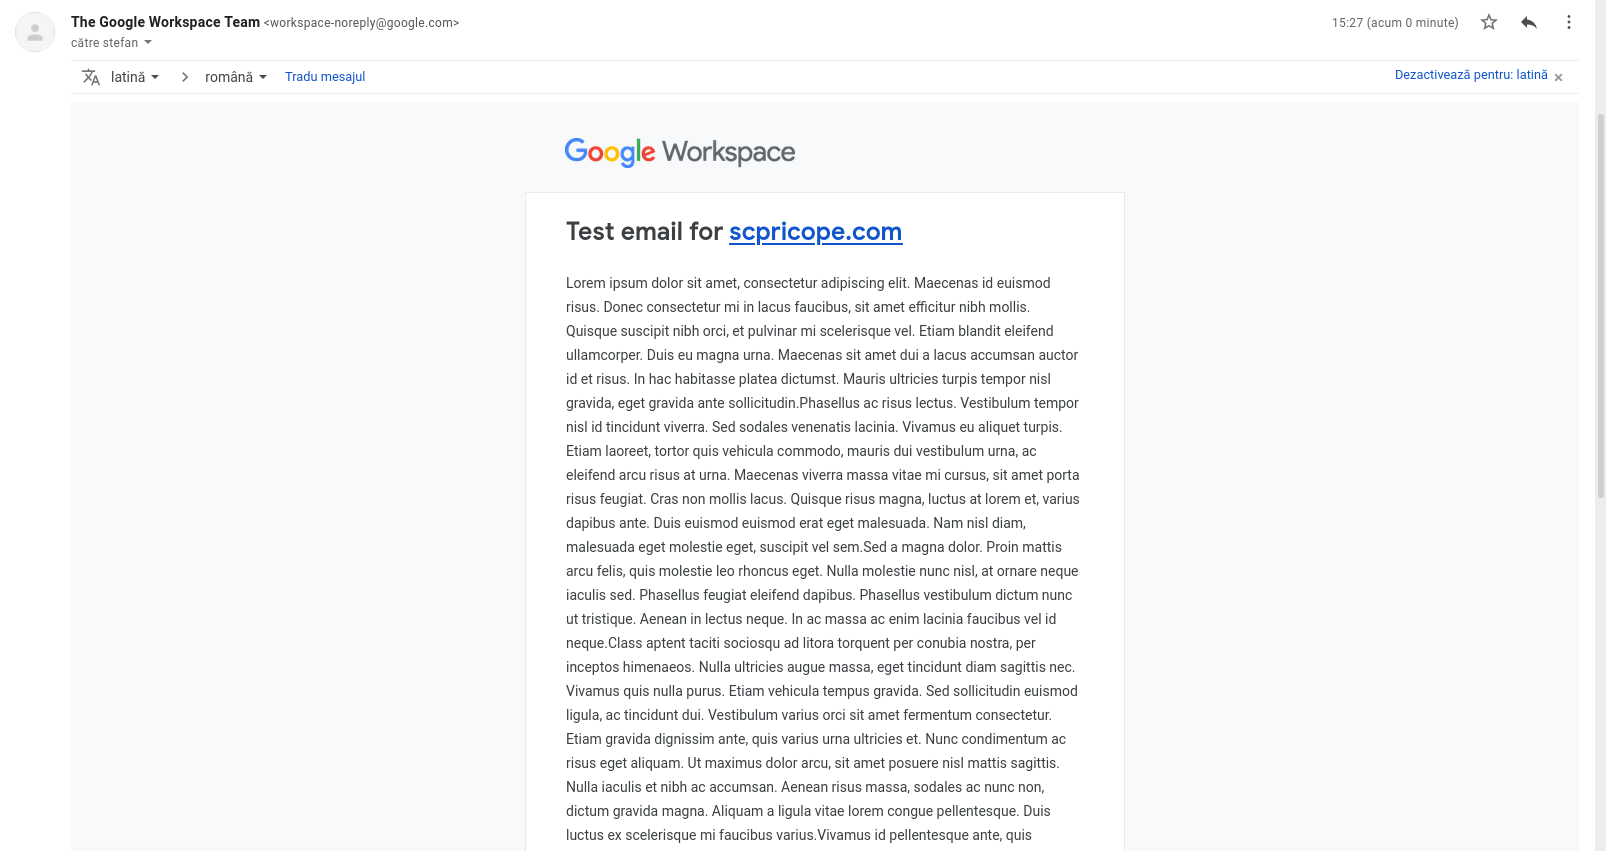 The Google Workspace Team <workspace-noreply@google.com>
15:27 (acum 0 minute)
către stefan
latină
română
Tradu mesajul
Dezactivează pentru: latină
Google Workspace
Test email for scpricope.com
Lorem ipsum dolor sit amet, consectetur adipiscing elit. Maecenas id euismod
risus. Donec consectetur mi in lacus faucibus, sit amet efficitur nibh mollis.
Quisque suscipit nibh orci, et pulvinar mi scelerisque vel. Etiam blandit eleifend
ullamcorper. Duis eu magna urna. Maecenas sit amet dui a lacus accumsan auctor
id et risus. In hac habitasse platea dictumst. Mauris ultricies turpis tempor nisl
gravida, eget gravida ante sollicitudin.Phasellus ac risus lectus. Vestibulum tempor
nisl id tincidunt viverra. Sed sodales venenatis lacinia. Vivamus eu aliquet turpis.
Etiam laoreet, tortor quis vehicula commodo, mauris dui vestibulum urna, ac
eleifend arcu risus at urna. Maecenas viverra massa vitae mi cursus, sit amet porta
risus feugiat. Cras non mollis lacus. Quisque risus magna, luctus at lorem et, varius
dapibus ante. Duis euismod euismod erat eget malesuada. Nam nisl diam,
malesuada eget molestie eget, suscipit vel sem.Sed a magna dolor. Proin mattis
arcu felis, quis molestie leo rhoncus eget. Nulla molestie nunc nisl, at ornare neque
iaculis sed. Phasellus feugiat eleifend dapibus. Phasellus vestibulum dictum nunc
ut tristique. Aenean in lectus neque. In ac massa ac enim lacinia faucibus vel id
neque.Class aptent taciti sociosqu ad litora torquent per conubia nostra, per
inceptos himenaeos. Nulla ultricies augue massa, eget tincidunt diam sagittis nec.
Vivamus quis nulla purus. Etiam vehicula tempus gravida. Sed sollicitudin euismod
ligula, ac tincidunt dui. Vestibulum varius orci sit amet fermentum consectetur.
Etiam gravida dignissim ante, quis varius urna ultricies et. Nunc condimentum ac
risus eget aliquam. Ut maximus dolor arcu, sit amet posuere nisl mattis sagittis.
Nulla iaculis et nibh ac accumsan. Aenean risus massa, sodales ac nunc non,
dictum gravida magna. Aliquam a ligula vitae lorem congue pellentesque. Duis
luctus ex scelerisque mi faucibus varius.Vivamus id pellentesque ante, quis